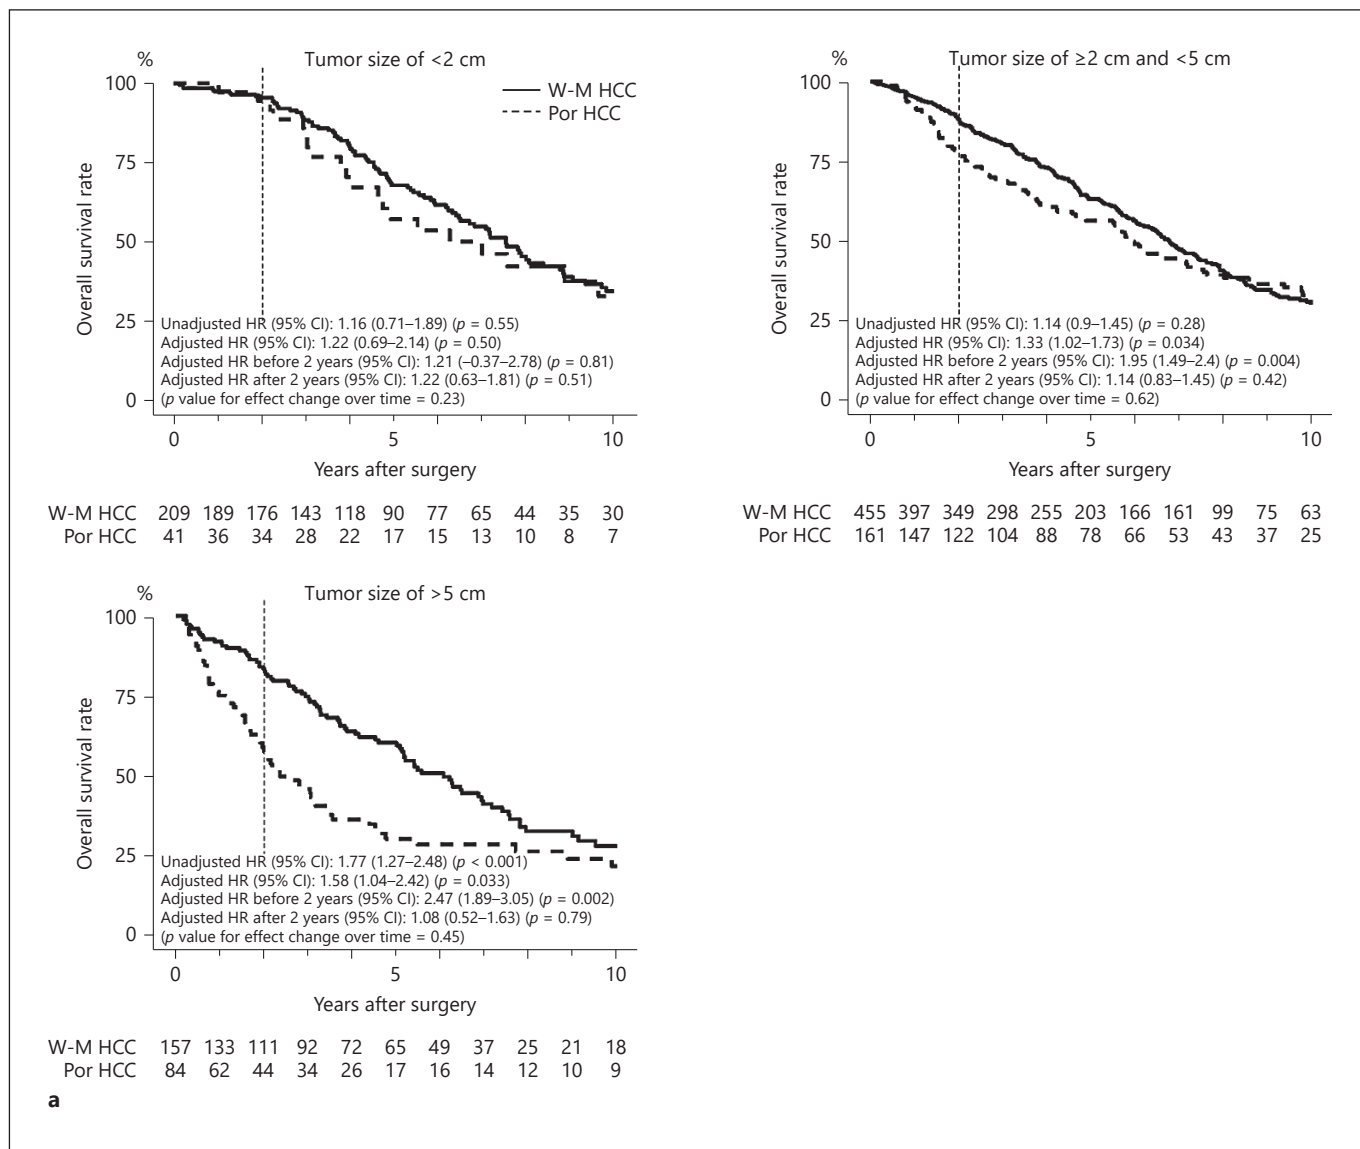 %
Tumor size of <2 cm
100
W-M HCC
Por HCC
75
50
25
0
Overall survival rate
Unadjusted HR (95% CI): 1.16 (0.71–1.89) (p = 0.55)
Adjusted HR (95% CI): 1.22 (0.69–2.14) (p = 0.50)
Adjusted HR before 2 years (95% CI): 1.21 (–0.37–2.78) (p = 0.81)
Adjusted HR after 2 years (95% CI): 1.22 (0.63–1.81) (p = 0.51)
(p value for effect change over time = 0.23)
0 5 10
Years after surgery
W-M HCC 209 189 176 143 118 90 77 65 44 35 30
Por HCC 41 36 34 28 22 17 15 13 10 8 7
%
Tumor size of ≥2 cm and <5 cm
100
75
50
25
0
Overall survival rate
Unadjusted HR (95% CI): 1.14 (0.9–1.45) (p = 0.28)
Adjusted HR (95% CI): 1.33 (1.02–1.73) (p = 0.034)
Adjusted HR before 2 years (95% CI): 1.95 (1.49–2.4) (p = 0.004)
Adjusted HR after 2 years (95% CI): 1.14 (0.83–1.45) (p = 0.42)
(p value for effect change over time = 0.62)
0 5 10
Years after surgery
W-M HCC 455 397 349 298 255 203 166 161 99 75 63
Por HCC 161 147 122 104 88 78 66 53 43 37 25
%
Tumor size of >5 cm
100
75
50
25
0
Overall survival rate
Unadjusted HR (95% CI): 1.77 (1.27–2.48) (p < 0.001)
Adjusted HR (95% CI): 1.58 (1.04–2.42) (p = 0.033)
Adjusted HR before 2 years (95% CI): 2.47 (1.89–3.05) (p = 0.002)
Adjusted HR after 2 years (95% CI): 1.08 (0.52–1.63) (p = 0.79)
(p value for effect change over time = 0.45)
0 5 10
Years after surgery
W-M HCC 157 133 111 92 72 65 49 37 25 21 18
Por HCC 84 62 44 34 26 17 16 14 12 10 9
a